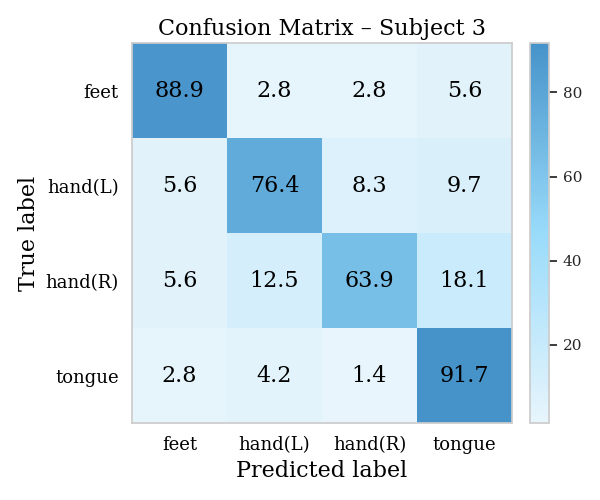 Confusion Matrix – Subject 3
feet 88.9 2.8 2.8 5.6
hand(L) 5.6 76.4 8.3 9.7
hand(R) 5.6 12.5 63.9 18.1
tongue 2.8 4.2 1.4 91.7
feet hand(L) hand(R) tongue
Predicted label
True label
80
60
40
20